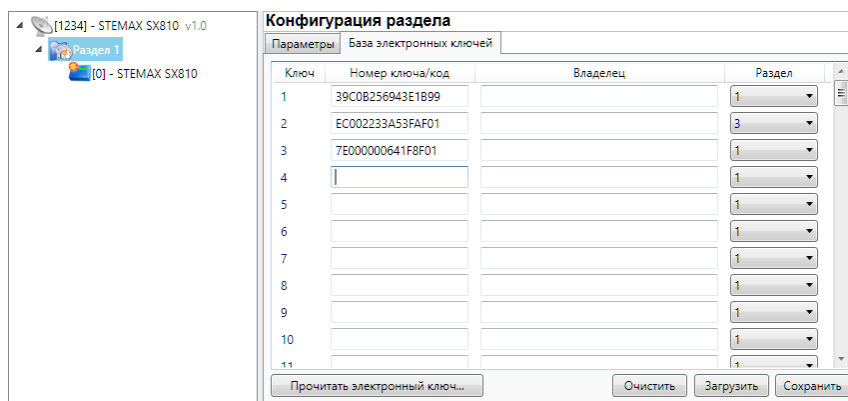 [1234] - STEMAX SX810 v1.0
Раздел 1
[0] - STEMAX SX810
Конфигурация раздела
Параметры База электронных ключей
Ключ Номер ключа/код Владелец Раздел
1 39C0B256943E1B99 1
2 EC002233A53FAF01 3
3 7E000000641F8F01 1
4 1
5 1
6 1
7 1
8 1
9 1
10 1
11 1
Прочитать электронный ключ... Очистить Загрузить Сохранить